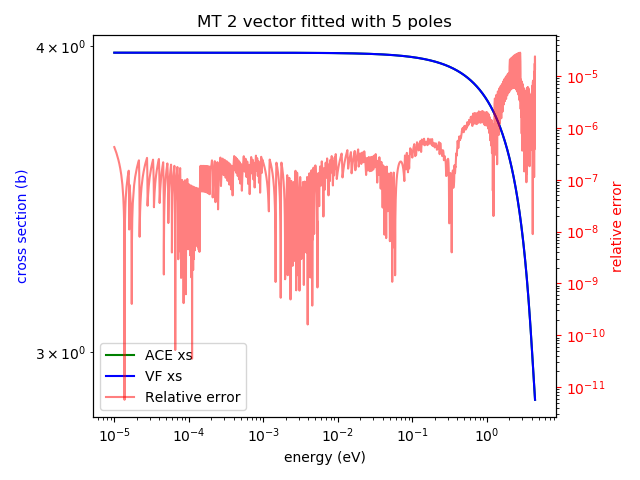 MT 2 vector fitted with 5 poles
4 × 10⁰
3 × 10⁰
cross section (b)
ACE xs
VF xs
Relative error
10⁻⁵
10⁻⁶
10⁻⁷
10⁻⁸
10⁻⁹
10⁻¹⁰
10⁻¹¹
relative error
10⁻⁵ 10⁻⁴ 10⁻³ 10⁻² 10⁻¹ 10⁰
energy (eV)